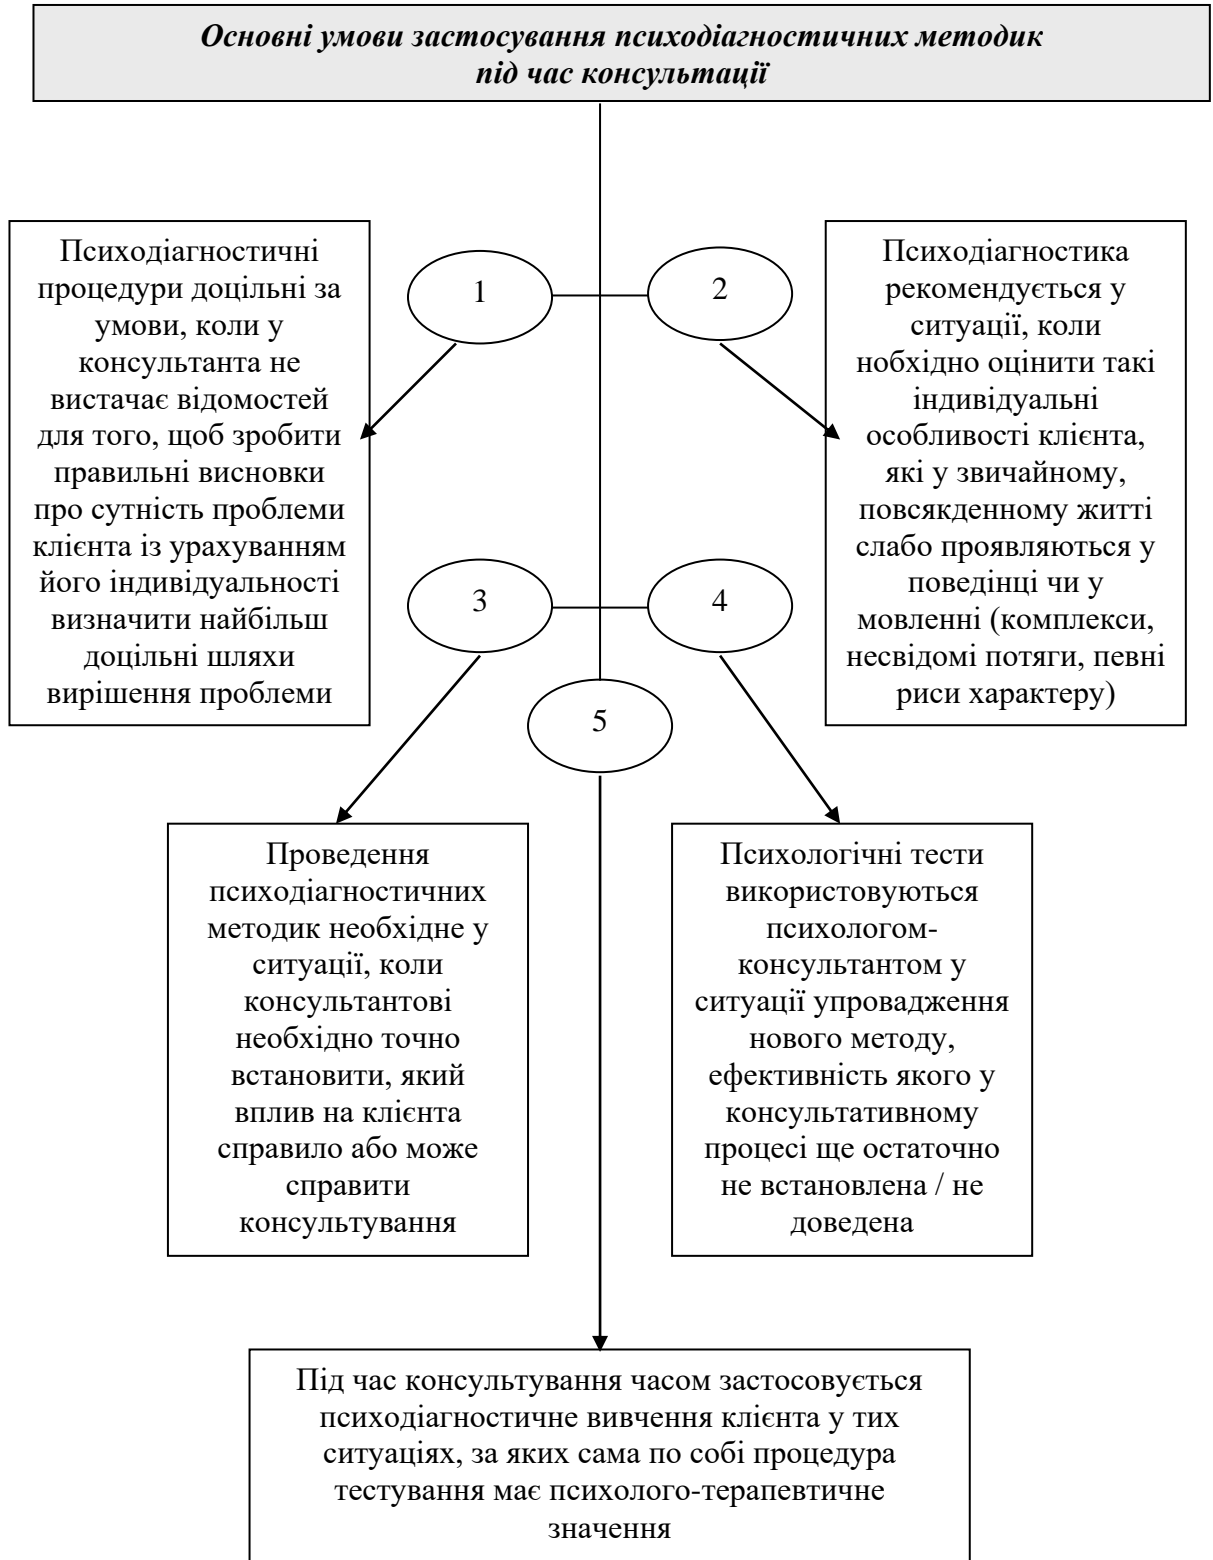 Основні умови застосування психодіагностичних методик
під час консультації
1
2
Психодіагностичні
процедури доцільні за
умови, коли у
консультанта не
вистачає відомостей
для того, щоб зробити
правильні висновки
про сутність проблеми
клієнта із урахуванням
його індивідуальності
визначити найбільш
доцільні шляхи
вирішення проблеми
Психодіагностика
рекомендується у
ситуації, коли
нобхідно оцінити такі
індивідуальні
особливості клієнта,
які у звичайному,
повсякденному житті
слабо проявляються у
поведінці чи у
мовленні (комплекси,
несвідомі потяги, певні
риси характеру)
3
4
5
Проведення
психодіагностичних
методик необхідне у
ситуації, коли
консультантові
необхідно точно
встановити, який
вплив на клієнта
справило або може
справити
консультування
Психологічні тести
використовуються
психологом-
консультантом у
ситуації упровадження
нового методу,
ефективність якого у
консультативному
процесі ще остаточно
не встановлена / не
доведена
Під час консультування часом застосовується
психодіагностичне вивчення клієнта у тих
ситуаціях, за яких сама по собі процедура
тестування має психолого-терапевтичне
значення